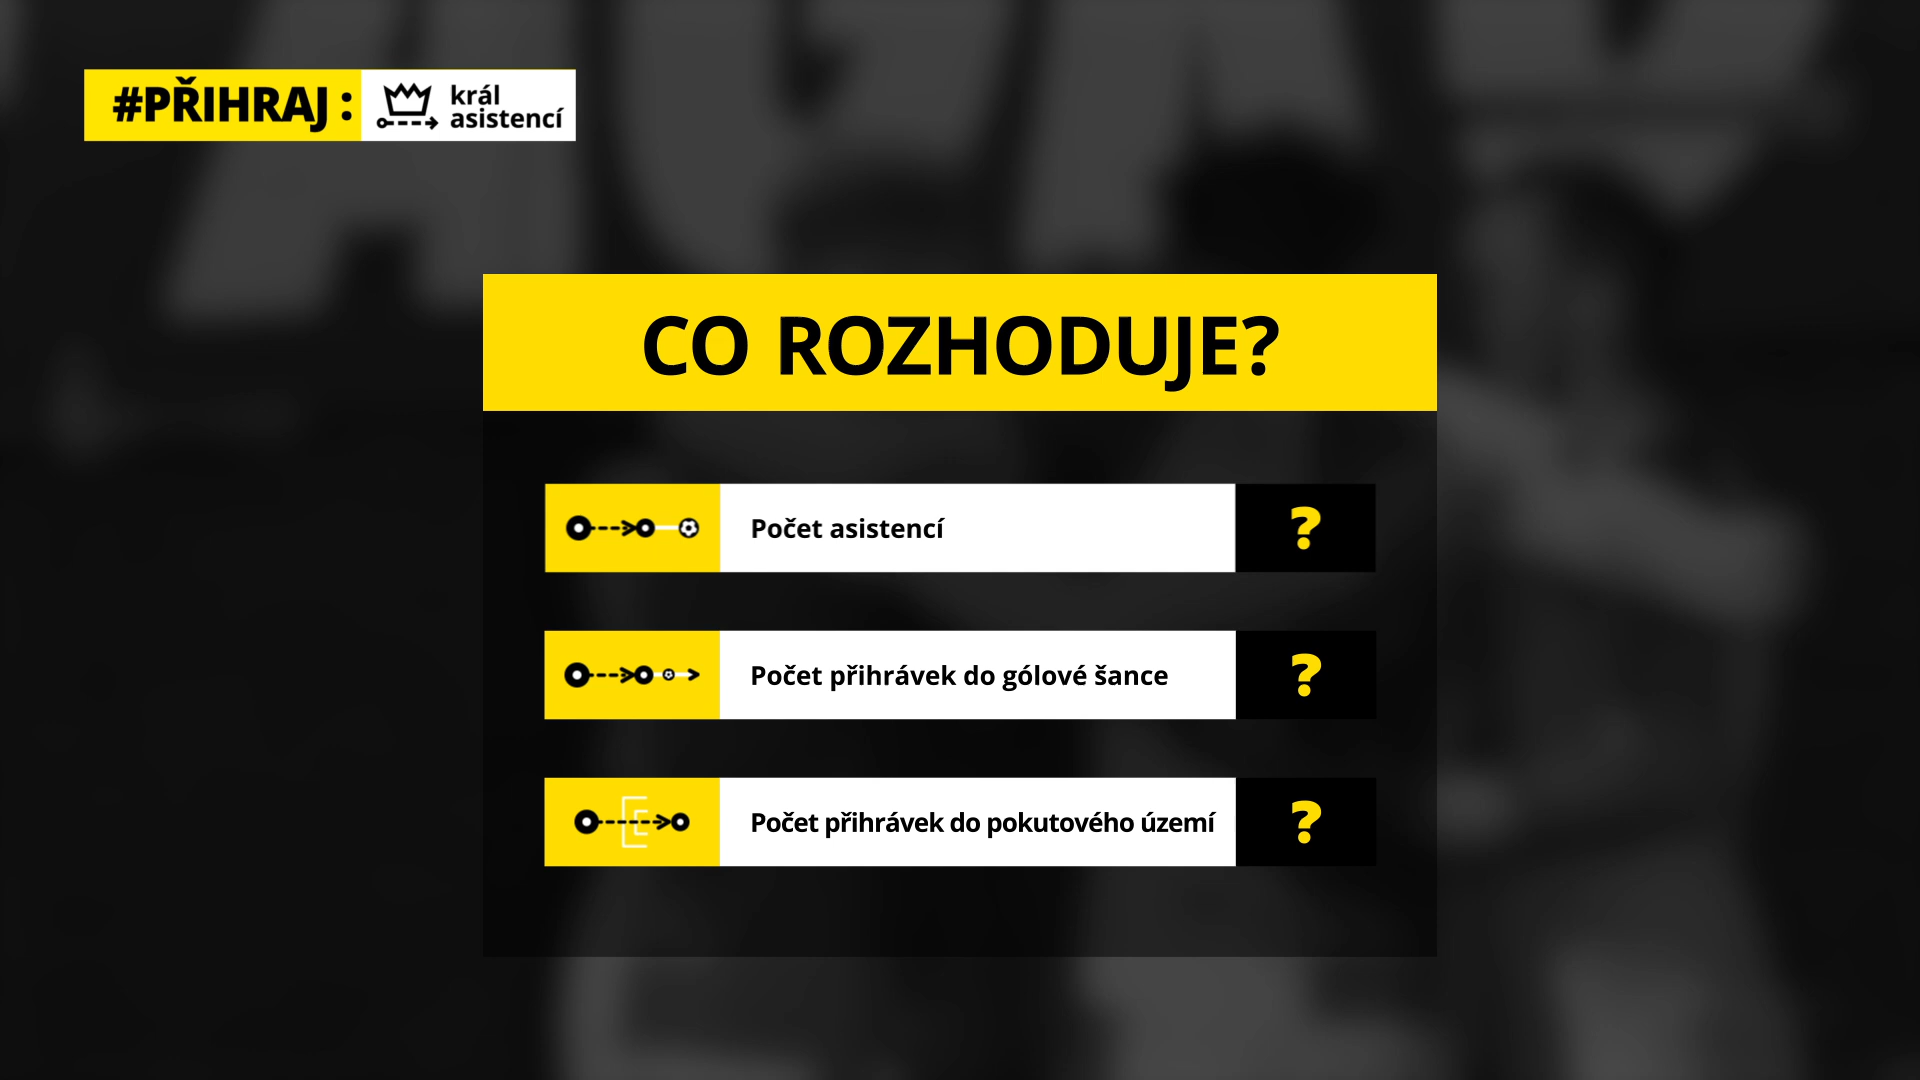 #PŘIHRAJ:
král
asistencí
CO ROZHODUJE?
Počet asistencí
?
Počet přihrávek do gólové šance
?
Počet přihrávek do pokutového území
?